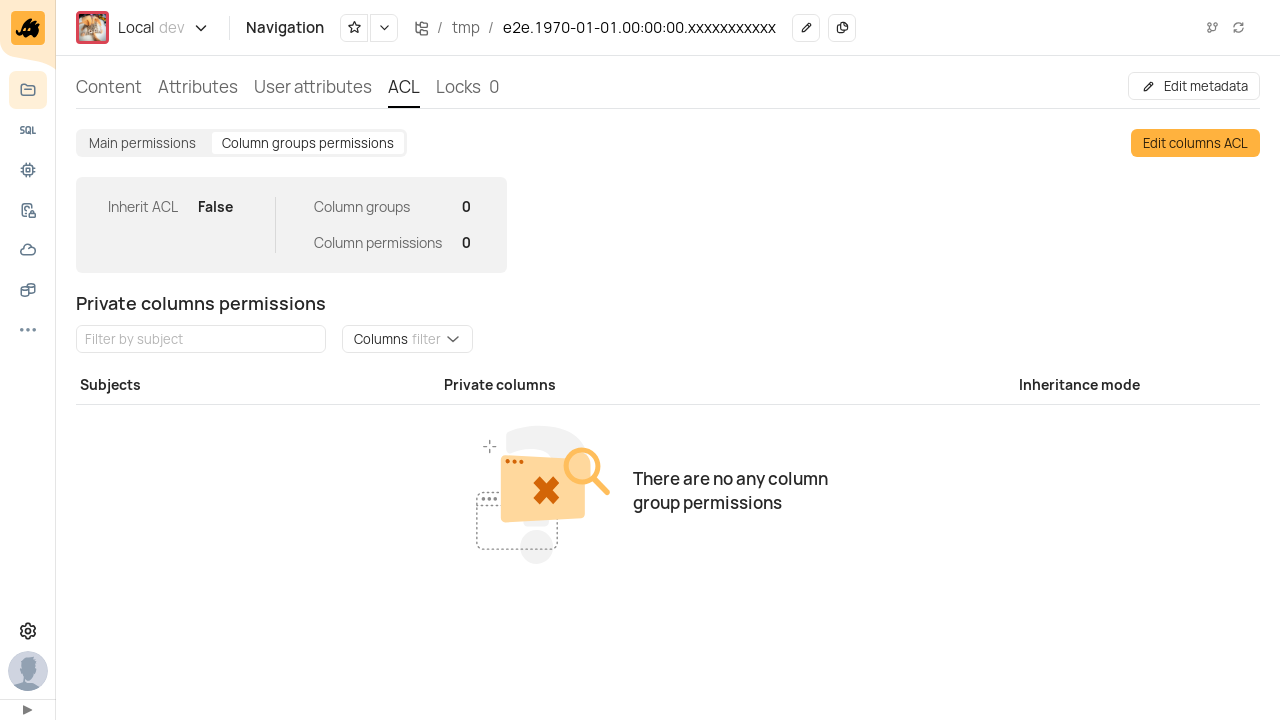 Local dev
Navigation
/ tmp / e2e.1970-01-01.00:00:00.xxxxxxxxxxx
SQL
Content Attributes User attributes ACL Locks 0
Edit metadata
Main permissions Column groups permissions
Edit columns ACL
Inherit ACL False
Column groups 0
Column permissions 0
Private columns permissions
Filter by subject
Columns filter
Subjects Private columns Inheritance mode
There are no any column
group permissions